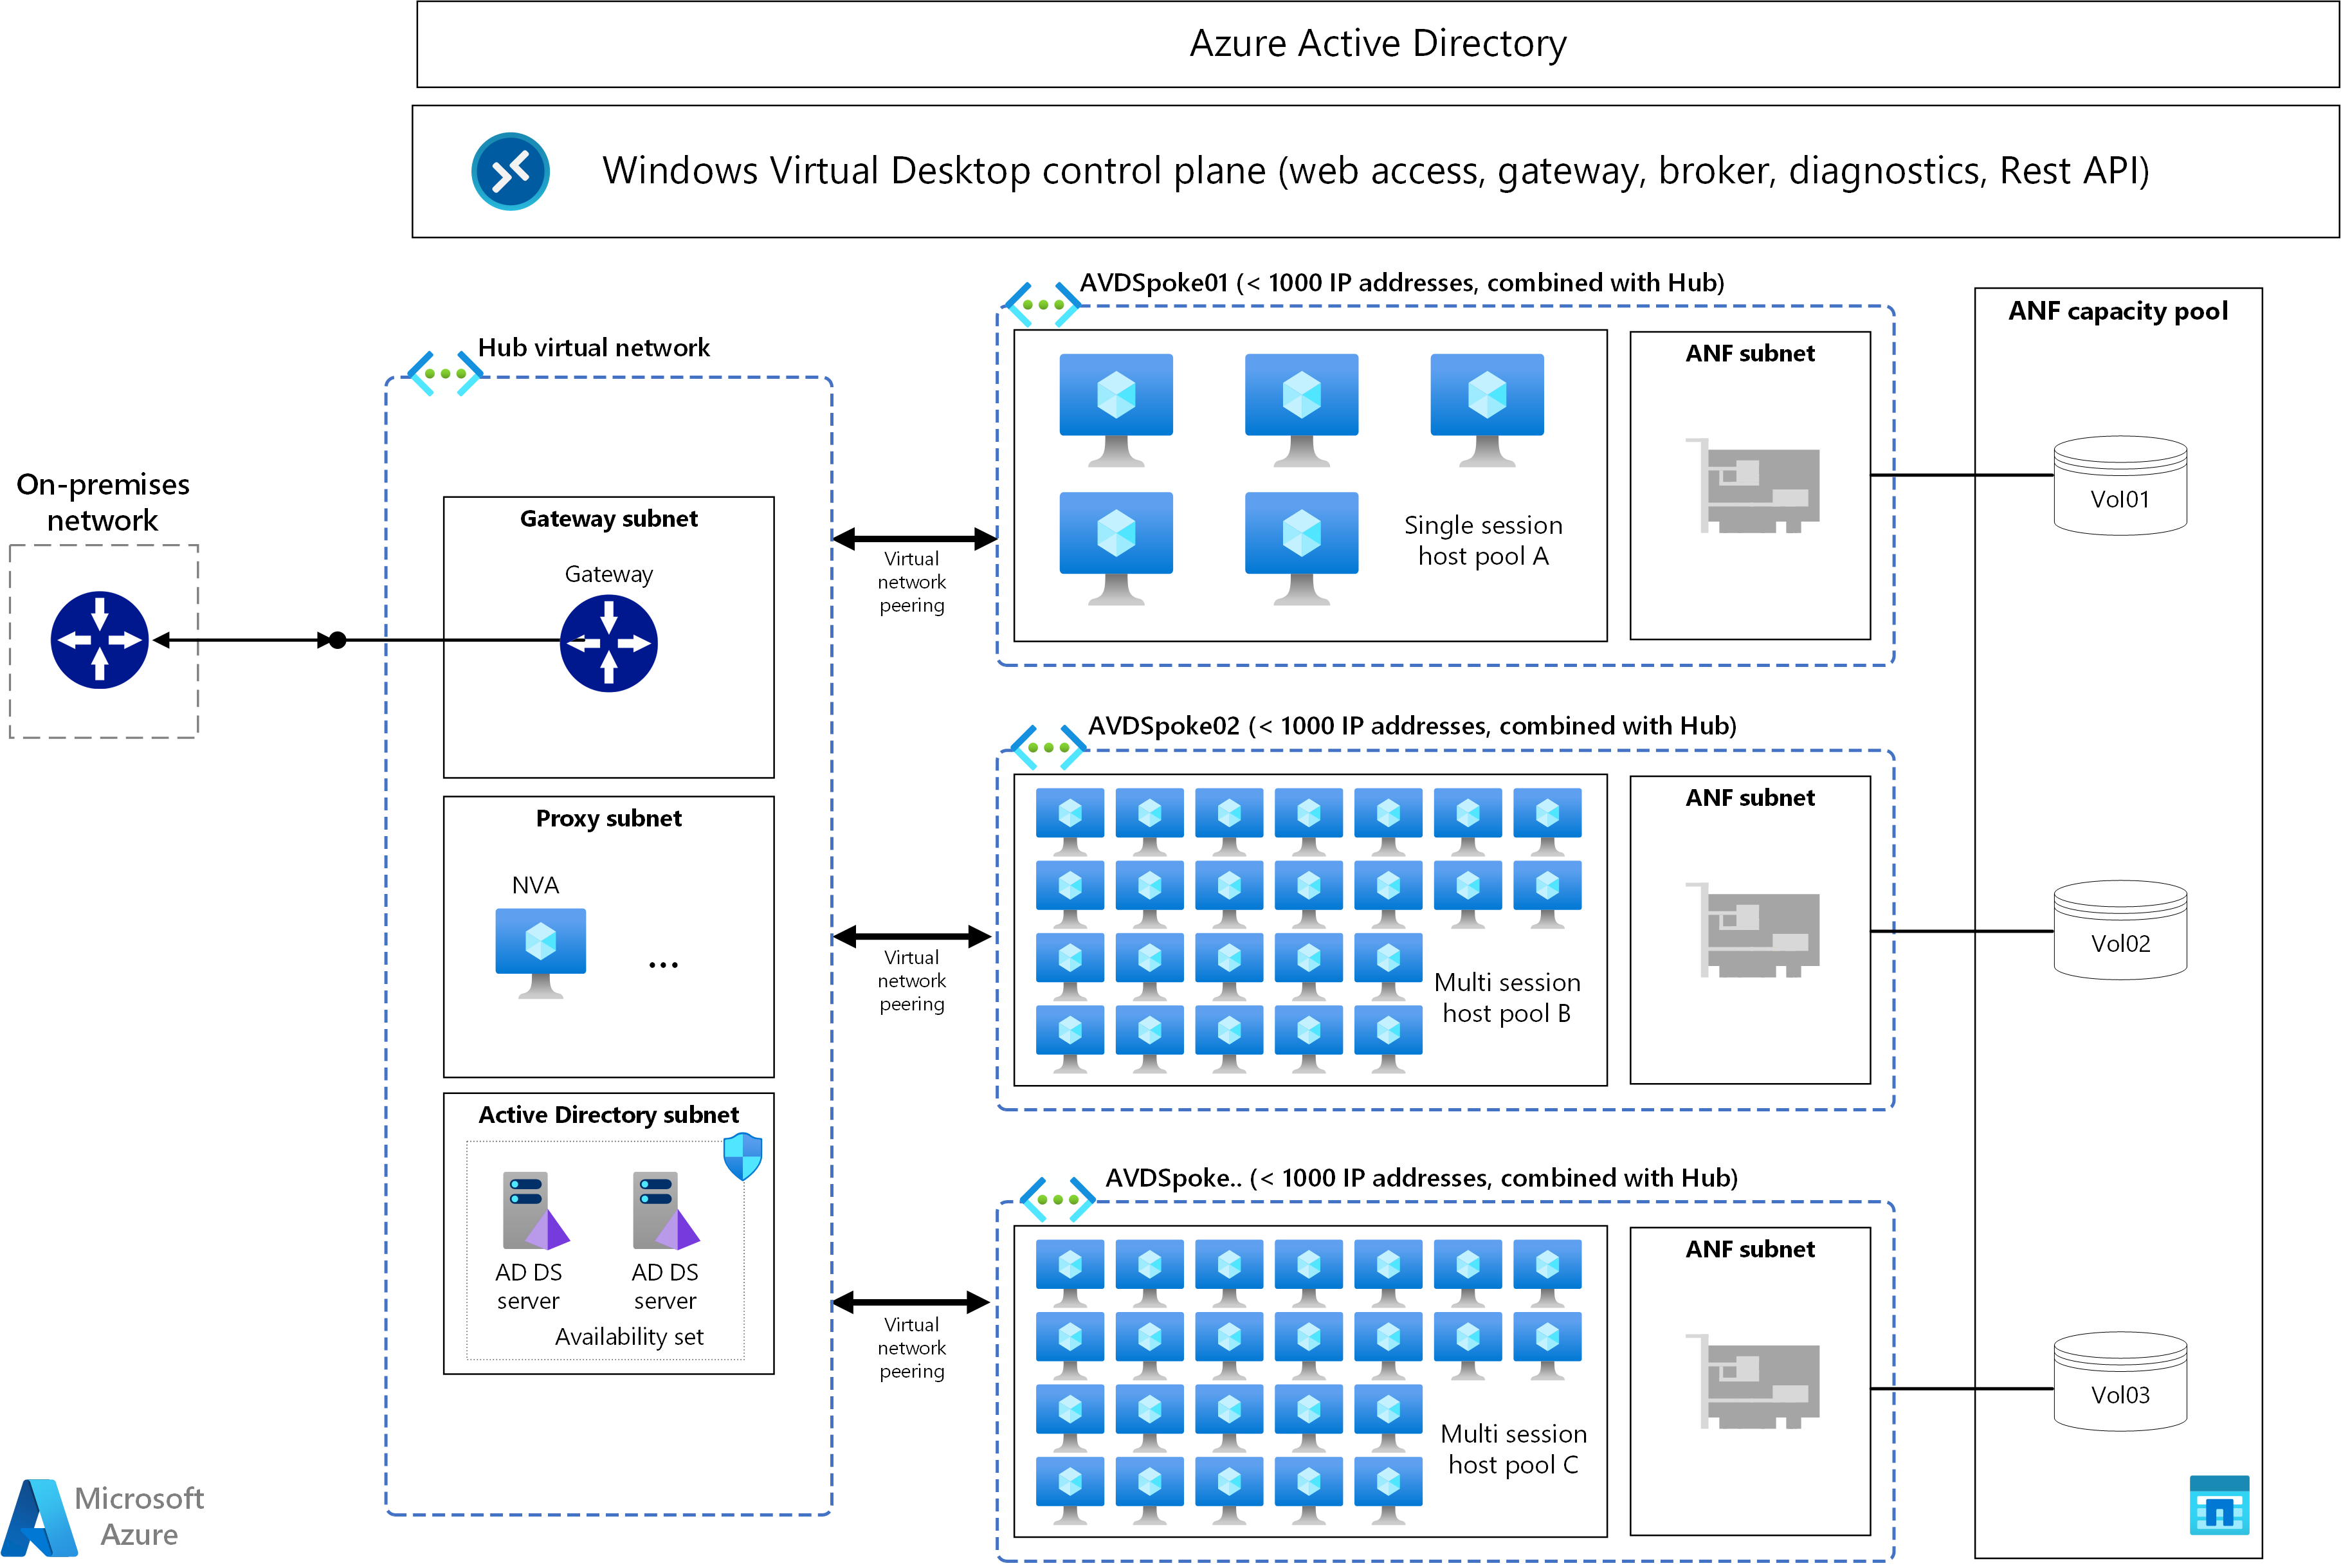 Azure Active Directory
Windows Virtual Desktop control plane (web access, gateway, broker, diagnostics, Rest API)
On-premises
network
Hub virtual network
Gateway subnet
Gateway
Proxy subnet
NVA
...
Active Directory subnet
AD DS
server
AD DS
server
Availability set
Virtual
network
peering
Virtual
network
peering
Virtual
network
peering
AVDSpoke01 (< 1000 IP addresses, combined with Hub)
Single session
host pool A
ANF subnet
AVDSpoke02 (< 1000 IP addresses, combined with Hub)
Multi session
host pool B
ANF subnet
AVDSpoke.. (< 1000 IP addresses, combined with Hub)
Multi session
host pool C
ANF subnet
ANF capacity pool
Vol01
Vol02
Vol03
Microsoft
Azure